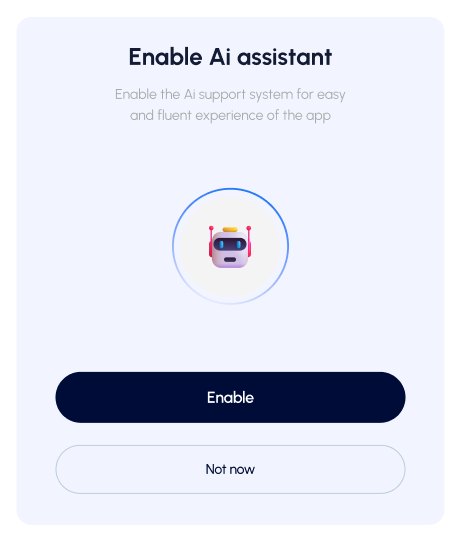 Enable Ai assistant
Enable the Ai support system for easy
and fluent experience of the app
Enable
Not now